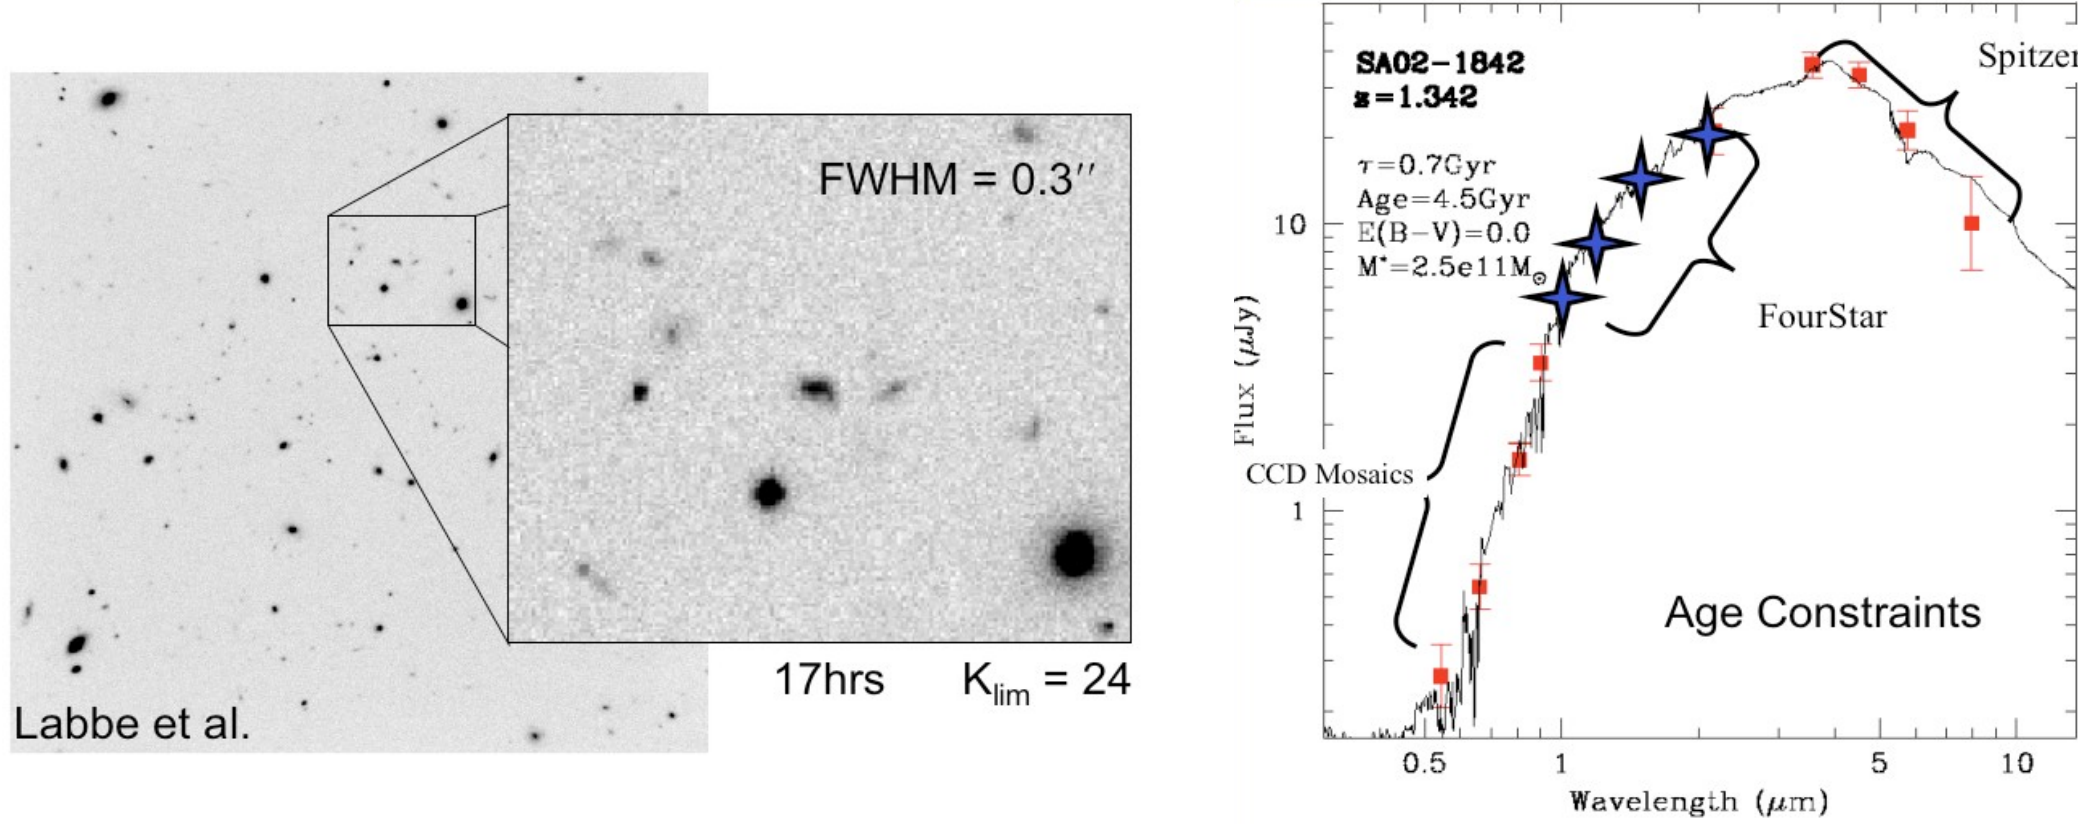 FWHM = 0.3″
17hrs K_lim = 24
Labbe et al.
SA02-1842
z=1.342
τ=0.7Gyr
Age=4.5Gyr
E(B-V)=0.0
M*=2.5e11M⊙
Spitzer
FourStar
CCD Mosaics
Age Constraints
Flux (μJy)
10
1
0.5 1 5 10
Wavelength (μm)